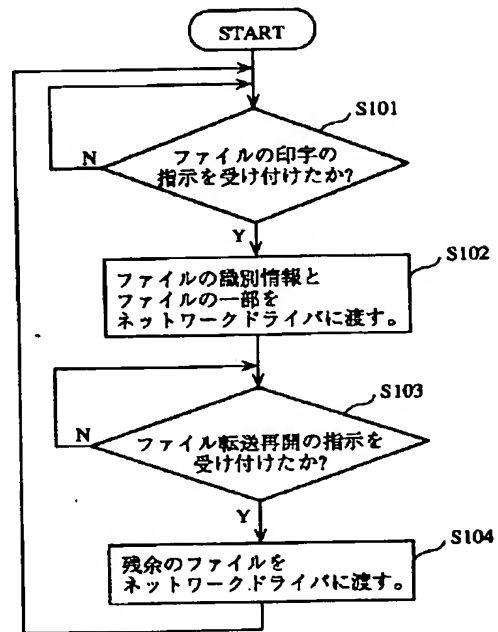 START
S101
ファイルの印字の
指示を受け付けたか?
N
Y
S102
ファイルの識別情報と
ファイルの一部を
ネットワークドライバに渡す。
S103
ファイル転送再開の指示を
受け付けたか?
N
Y
S104
残余のファイルを
ネットワークドライバに渡す。